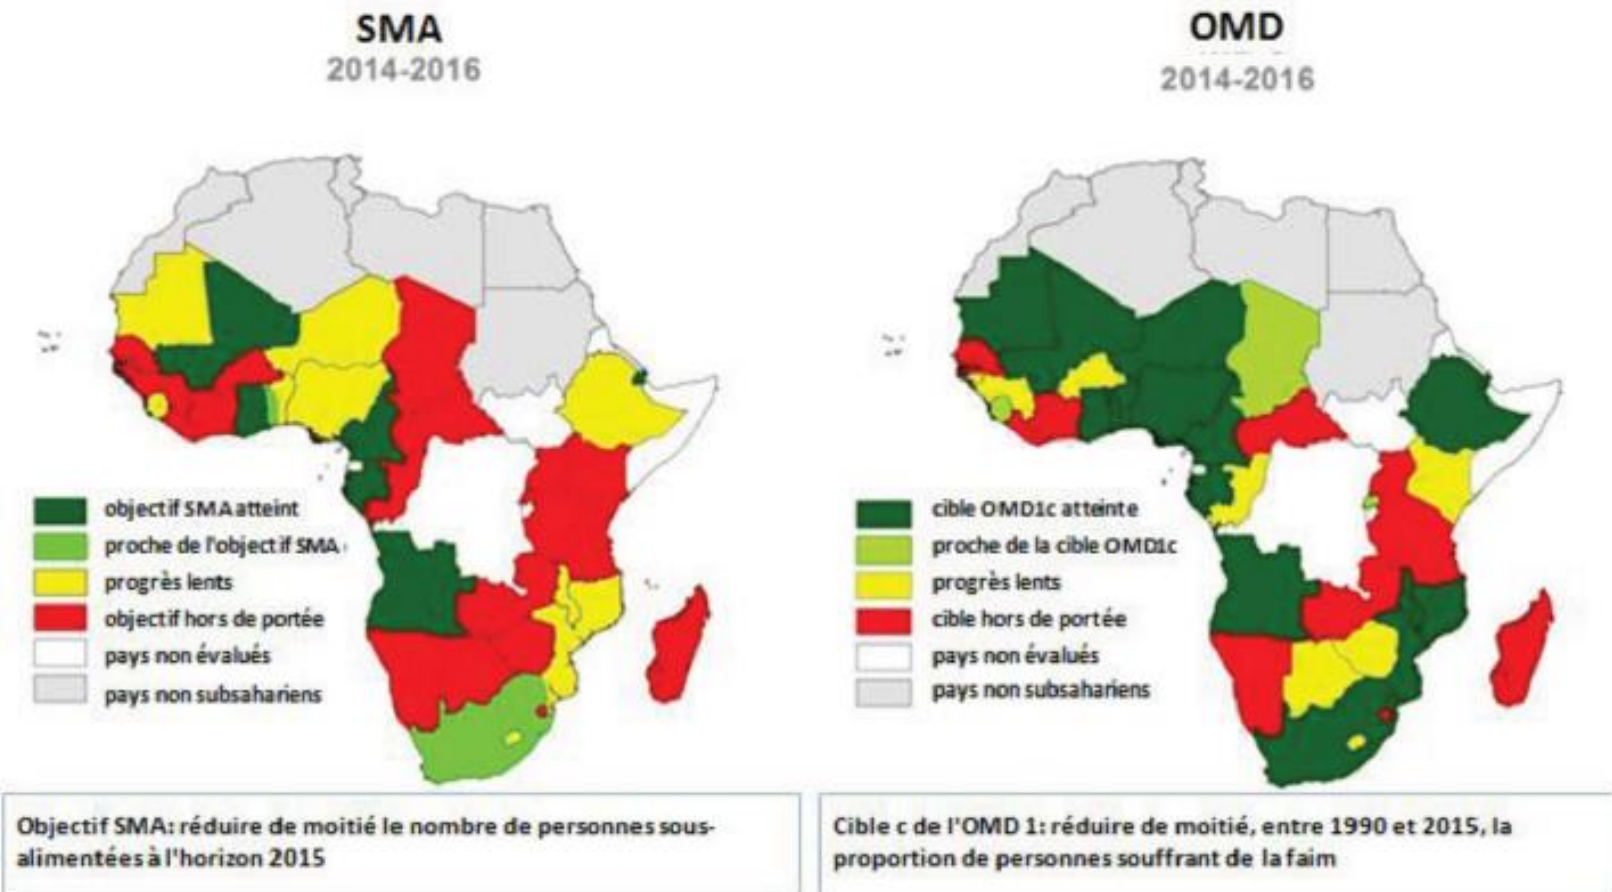 SMA
2014-2016
objectif SMA atteint
proche de l'objectif SMA
progrès lents
objectif hors de portée
pays non évalués
pays non subsahariens
Objectif SMA: réduire de moitié le nombre de personnes sous-
alimentées à l'horizon 2015
OMD
2014-2016
cible OMD1c atteinte
proche de la cible OMD1c
progrès lents
cible hors de portée
pays non évalués
pays non subsahariens
Cible c de l'OMD 1: réduire de moitié, entre 1990 et 2015, la
proportion de personnes souffrant de la faim